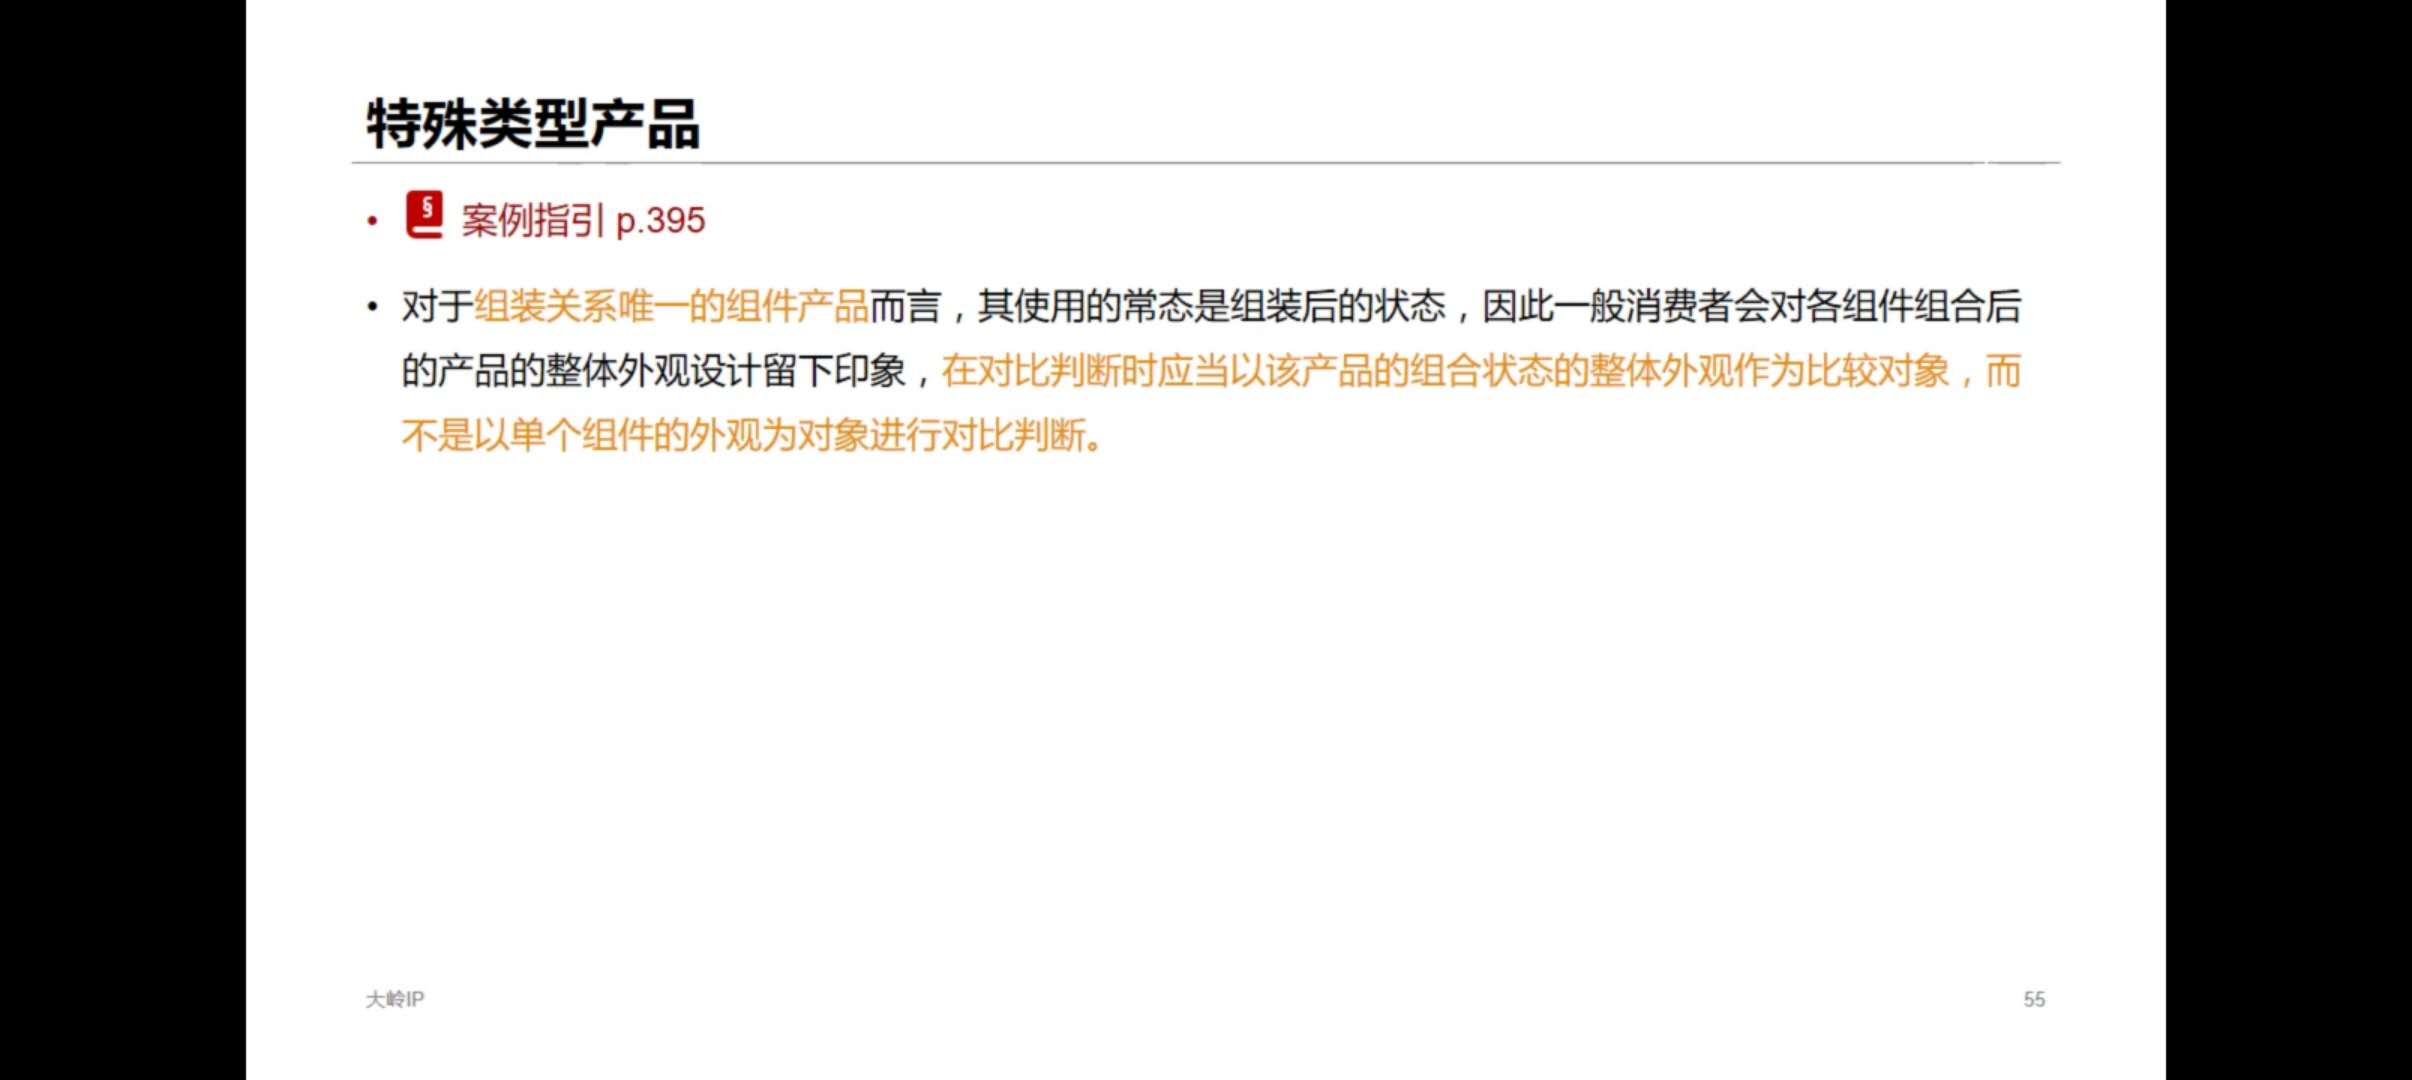 特殊类型产品
• § 案例指引 p.395
• 对于组装关系唯一的组件产品而言，其使用的常态是组装后的状态，因此一般消费者会对各组件组合后
的产品的整体外观设计留下印象，在对比判断时应当以该产品的组合状态的整体外观作为比较对象，而
不是以单个组件的外观为对象进行对比判断。
大岭IP
55